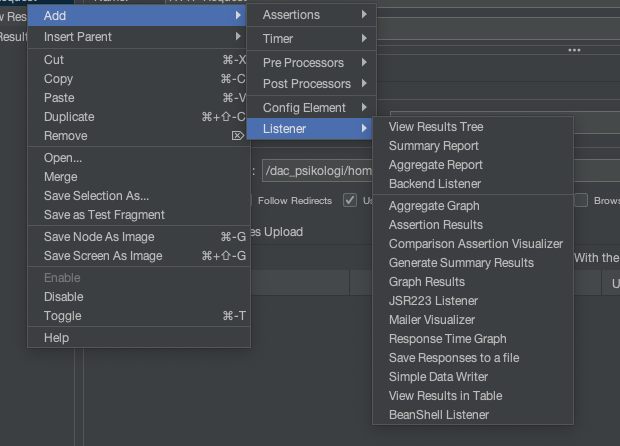 Add
Insert Parent
Cut ⌘-X
Copy ⌘-C
Paste ⌘-V
Duplicate ⌘+⇧-C
Remove ⌦
Open...
Merge
Save Selection As...
Save as Test Fragment
Save Node As Image ⌘-G
Save Screen As Image ⌘+⇧-G
Enable
Disable
Toggle ⌘-T
Help
Assertions
Timer
Pre Processors
Post Processors
Config Element
Listener
View Results Tree
Summary Report
Aggregate Report
Backend Listener
Aggregate Graph
Assertion Results
Comparison Assertion Visualizer
Generate Summary Results
Graph Results
JSR223 Listener
Mailer Visualizer
Response Time Graph
Save Responses to a file
Simple Data Writer
View Results in Table
BeanShell Listener
: /dac_psikologi/hom
Follow Redirects
Us
Brows
es Upload
With the
U
w Res
Result